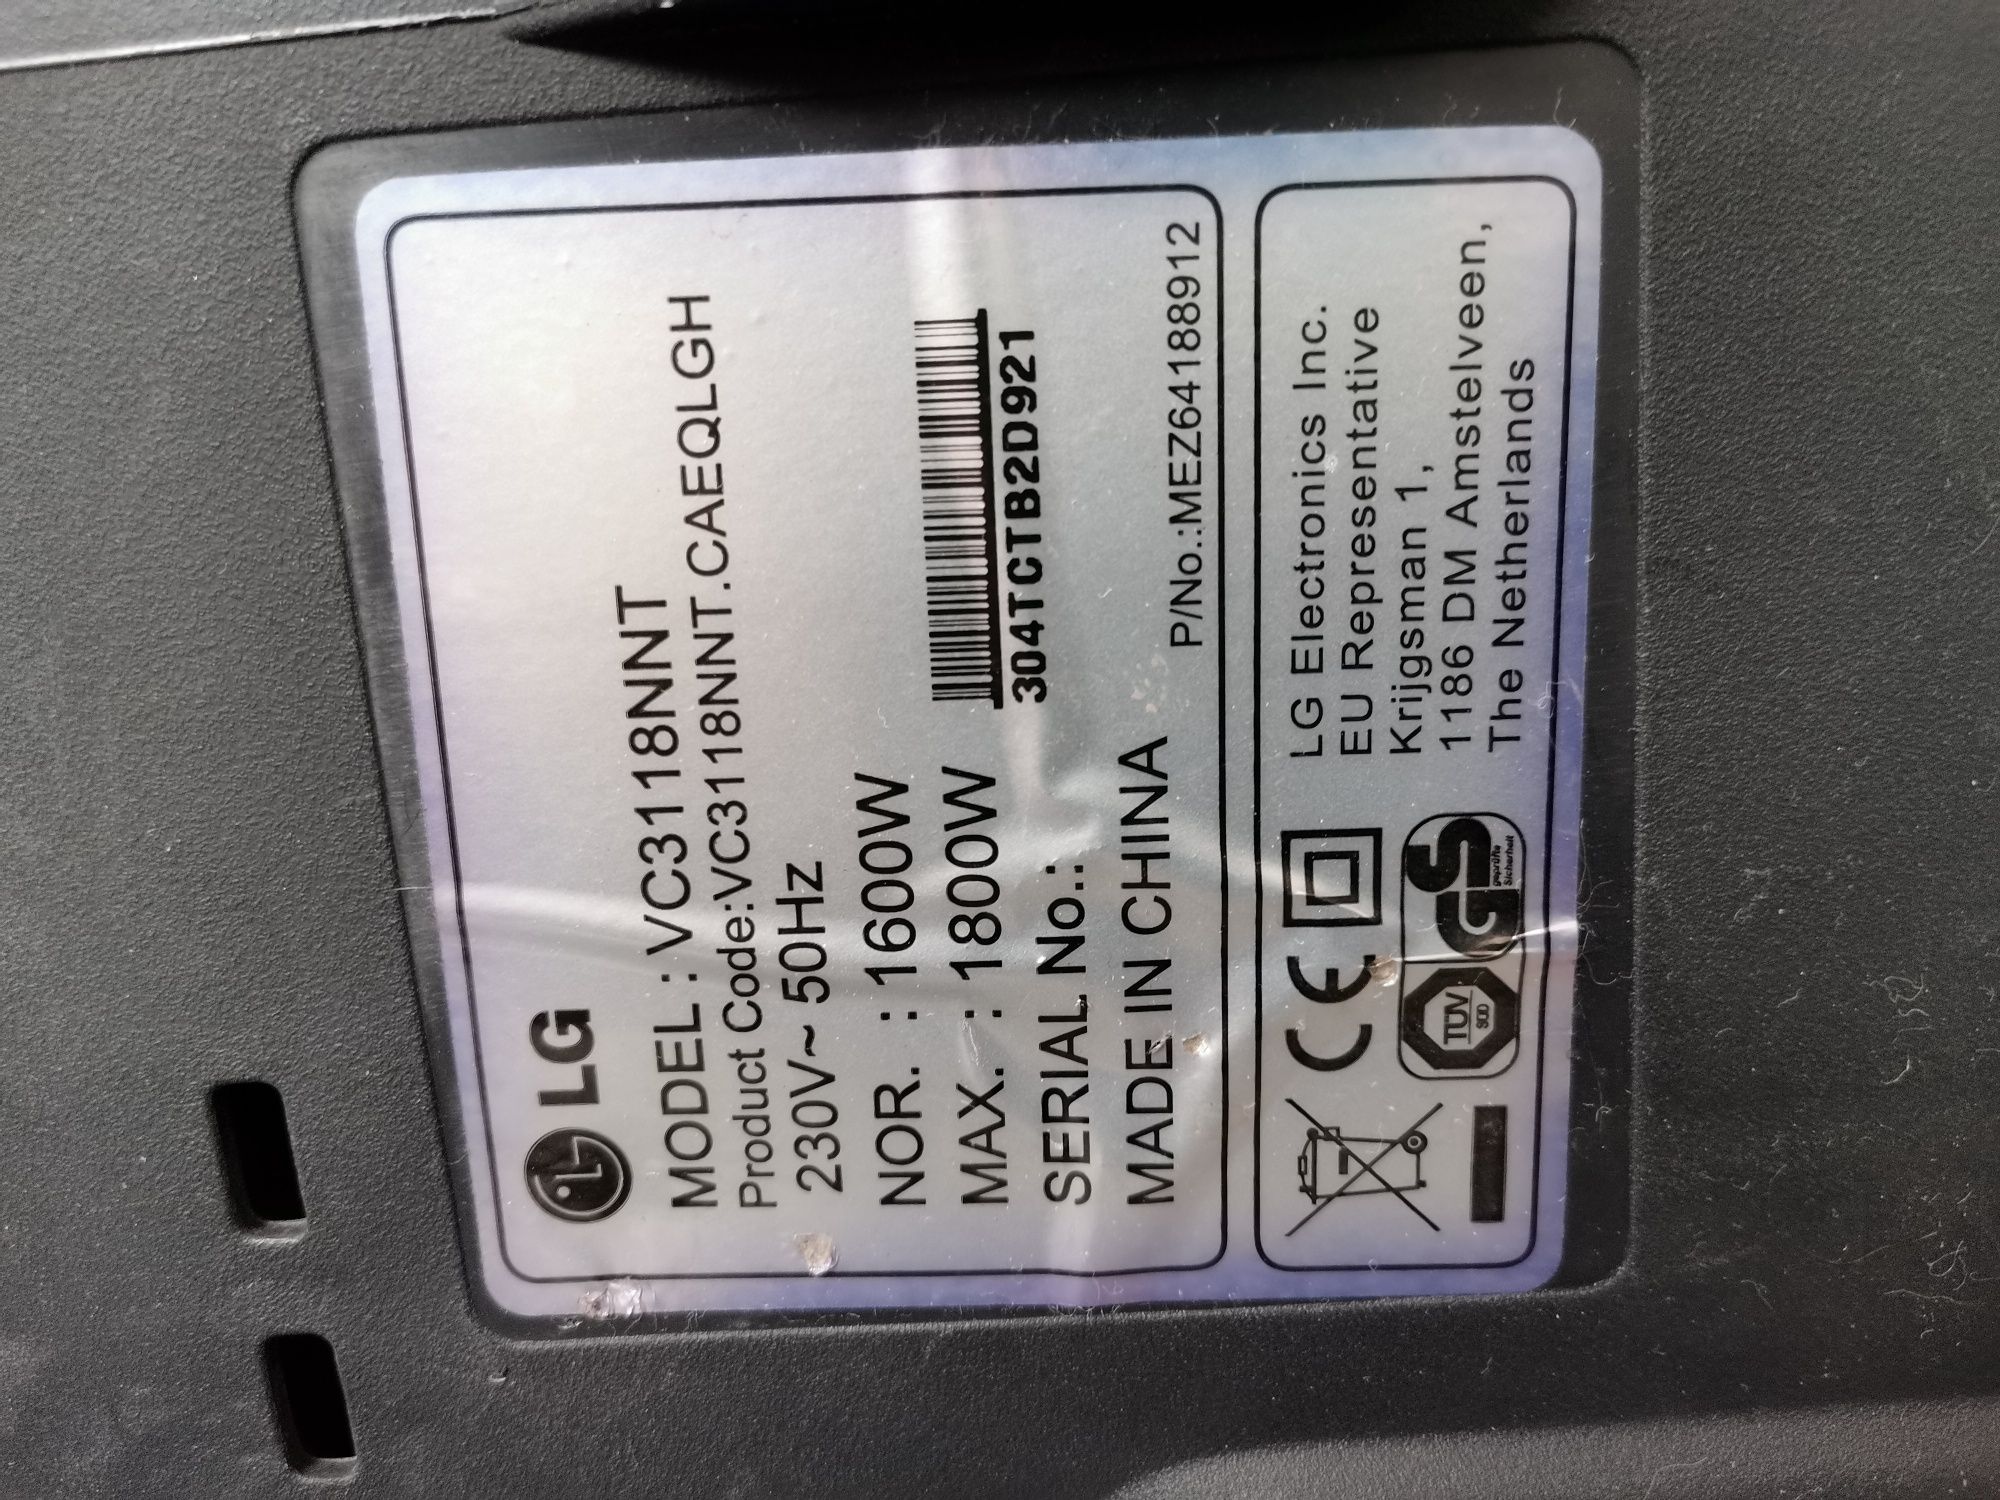 LG
MODEL : VC3118NNT
Product Code:VC3118NNT.CAEQLGH
230V~ 50Hz
NOR. : 1600W
MAX. : 1800W
304TCTB2D921
SERIAL No.:
MADE IN CHINA
P/No.:MEZ64188912
CE
TÜV
SÜD
GS
geprüfte
Sicherheit
LG Electronics Inc.
EU Representative
Krijgsman 1,
1186 DM Amstelveen,
The Netherlands